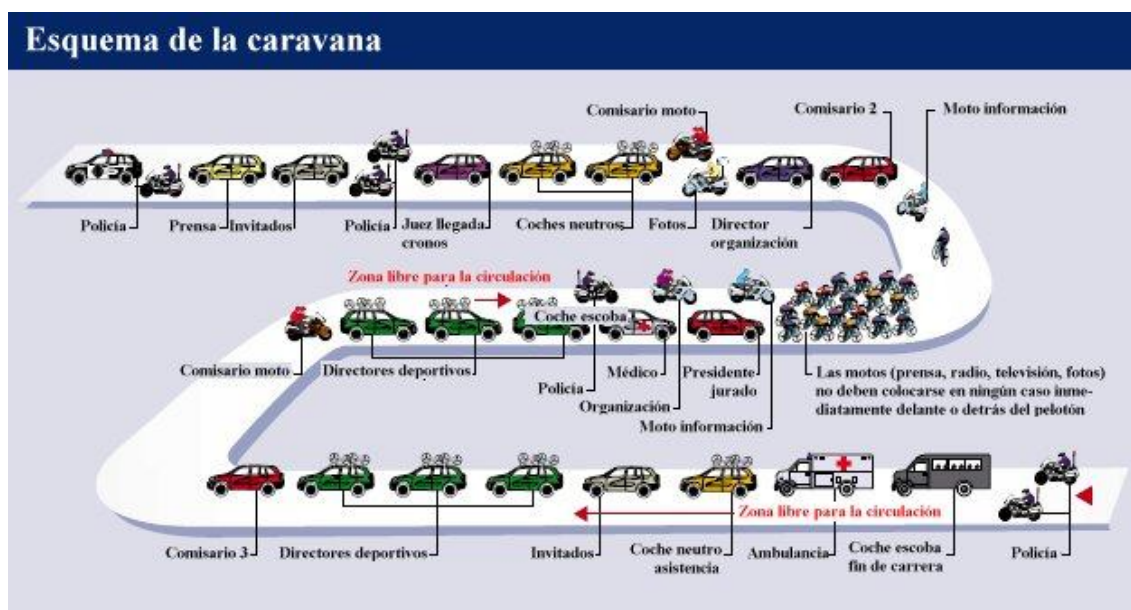 Esquema de la caravana
Comisario moto
Comisario 2
Moto información
Policía
Prensa
Invitados
Policía
Juez llegada
cronos
Coches neutros
Fotos
Director
organización
Zona libre para la circulación
Coche escoba
Comisario moto
Directores deportivos
Policía
Organización
Médico
Presidente
jurado
Moto información
Las motos (prensa, radio, televisión, fotos)
no deben colocarse en ningún caso inme-
diatamente delante o detrás del pelotón
Zona libre para la circulación
Comisario 3
Directores deportivos
Invitados
Coche neutro
asistencia
Ambulancia
Coche escoba
fin de carrera
Policía